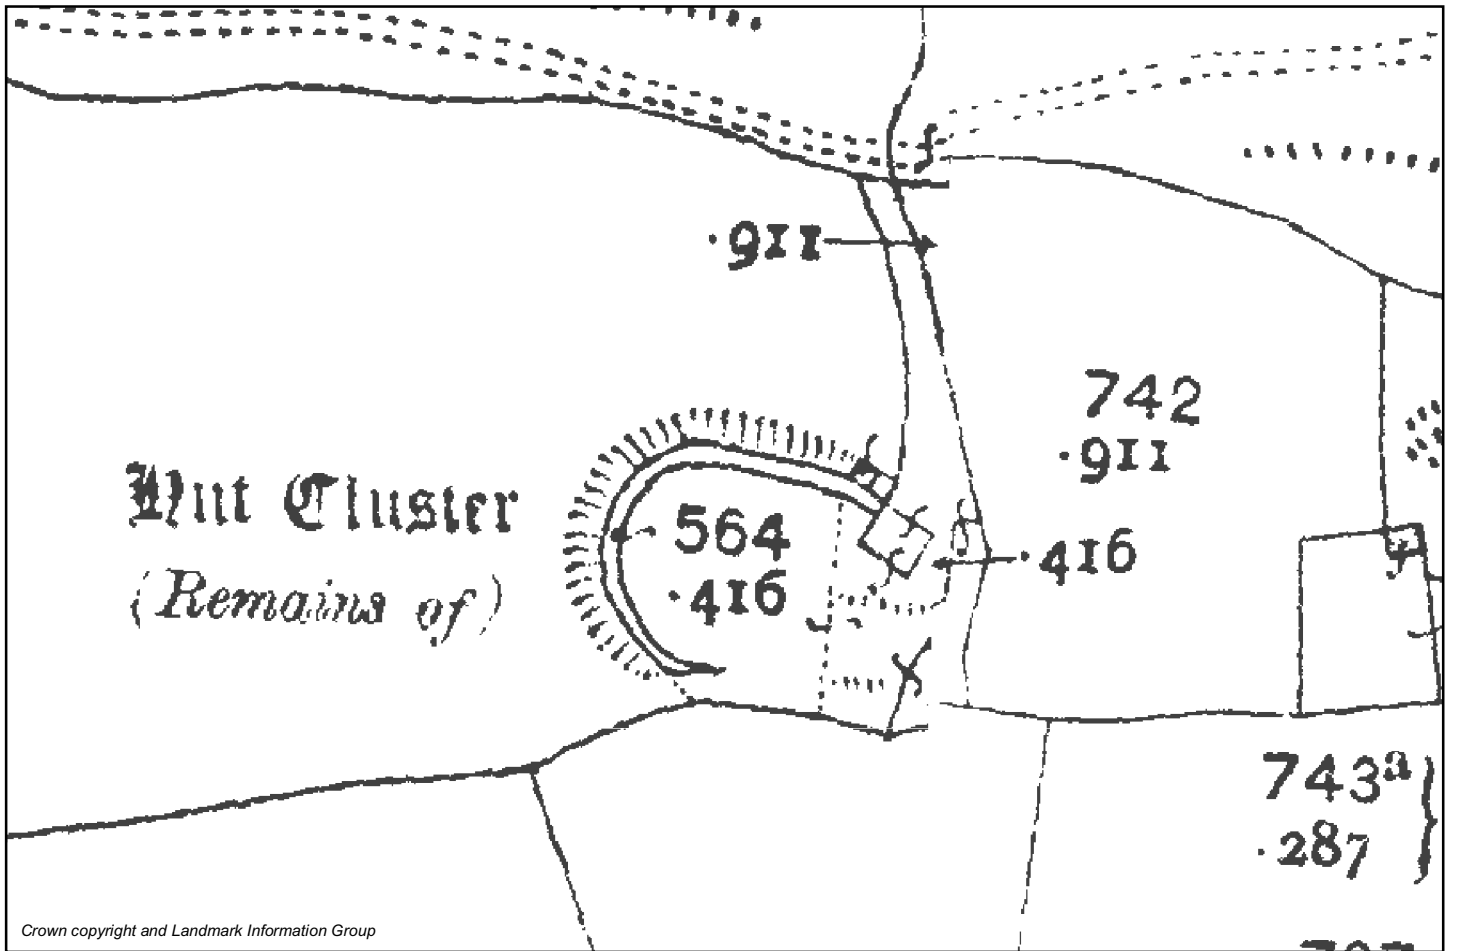 ·911
742
·911
Hut Cluster
(Remains of)
564
·416
·416
743a
·287
Crown copyright and Landmark Information Group